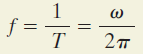 f = 1/T = ω/2π